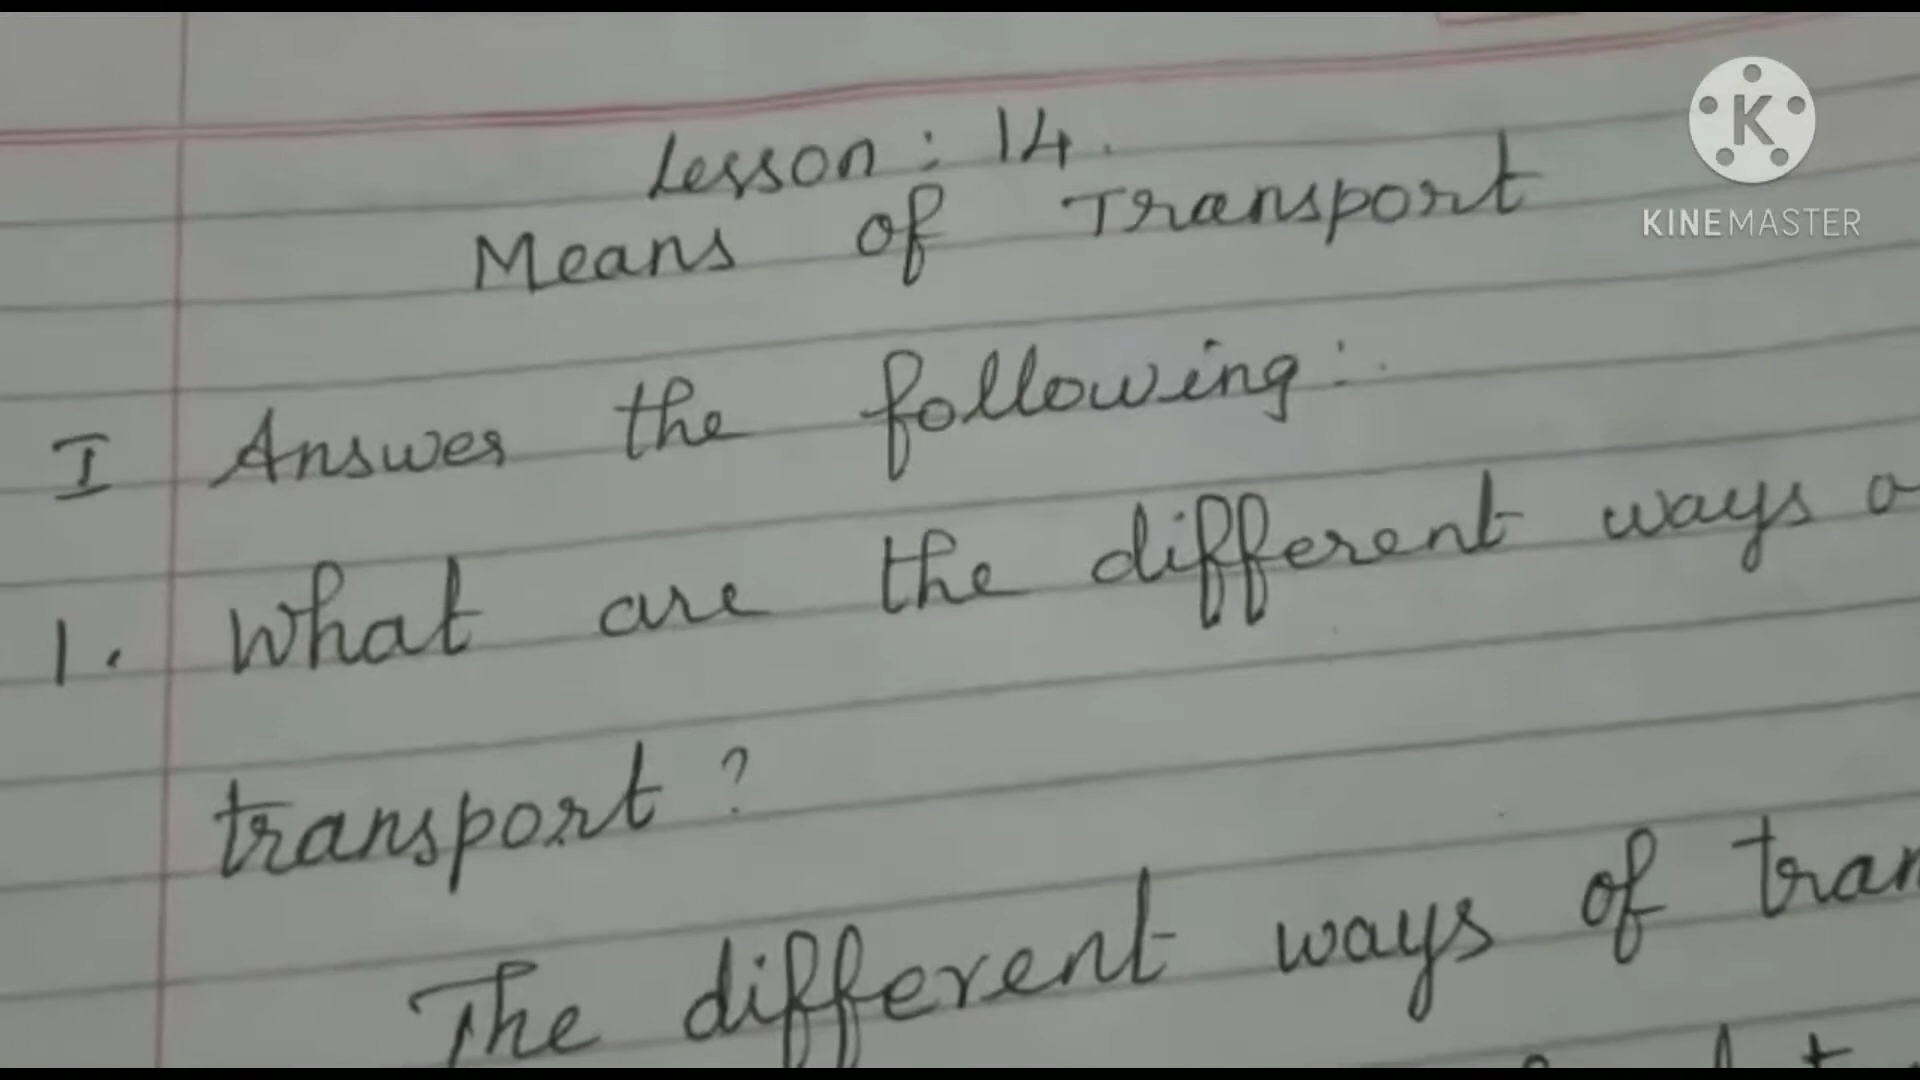 Lesson : 14.
Means of Transport
KINEMASTER
I Answer the following :
1. What are the different ways
transport ?
The different ways of